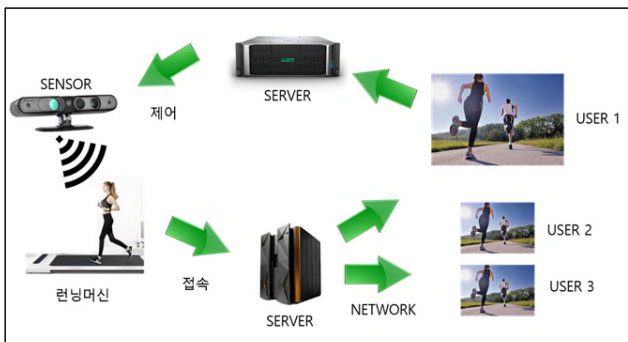 SENSOR
제어
SERVER
USER 1
런닝머신
접속
SERVER
NETWORK
USER 2
USER 3